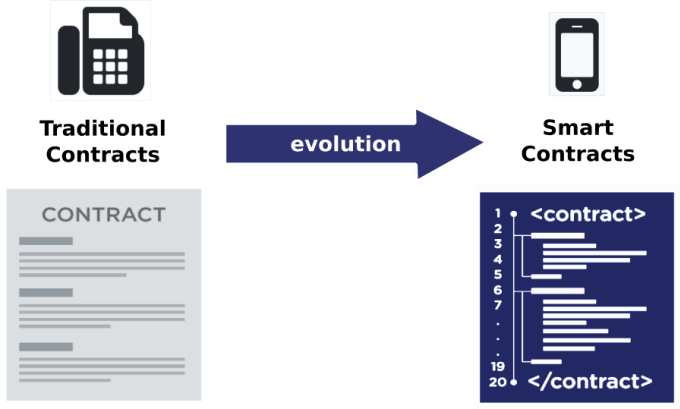 Traditional
Contracts
evolution
Smart
Contracts
CONTRACT
1
<contract>
2
3
4
5
6
7
.
.
.
19
20
</contract>